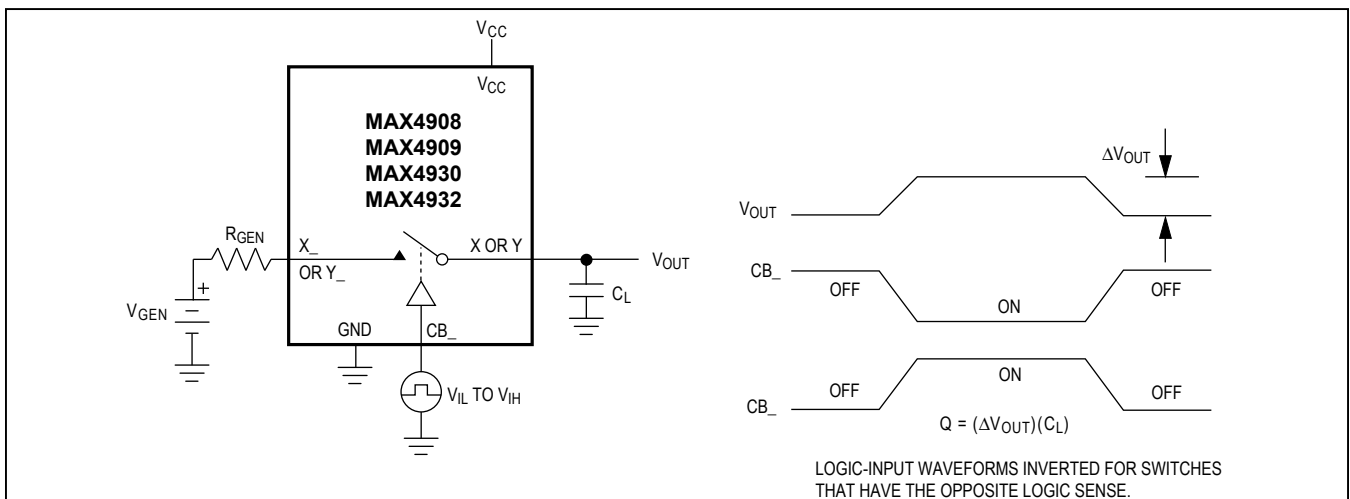 VCC
VCC
MAX4908
MAX4909
MAX4930
MAX4932
RGEN
X_
OR Y_
X OR Y
VOUT
CL
+
VGEN
GND
CB_
VIL TO VIH
ΔVOUT
VOUT
CB_
OFF
ON
OFF
CB_
OFF
ON
OFF
Q = (ΔVOUT)(CL)
LOGIC-INPUT WAVEFORMS INVERTED FOR SWITCHES
THAT HAVE THE OPPOSITE LOGIC SENSE.